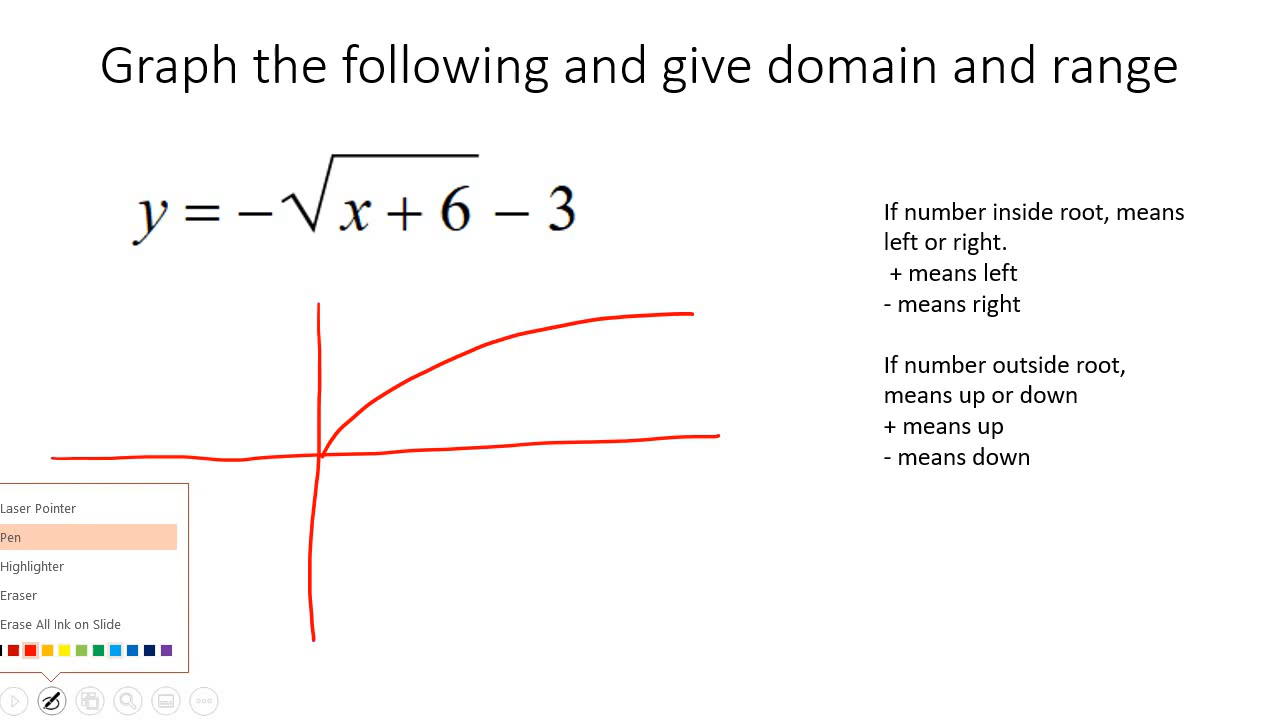 Graph the following and give domain and range
y = −√x + 6 − 3
If number inside root, means
left or right.
+ means left
- means right
If number outside root,
means up or down
+ means up
- means down
Laser Pointer
Pen
Highlighter
Eraser
Erase All Ink on Slide